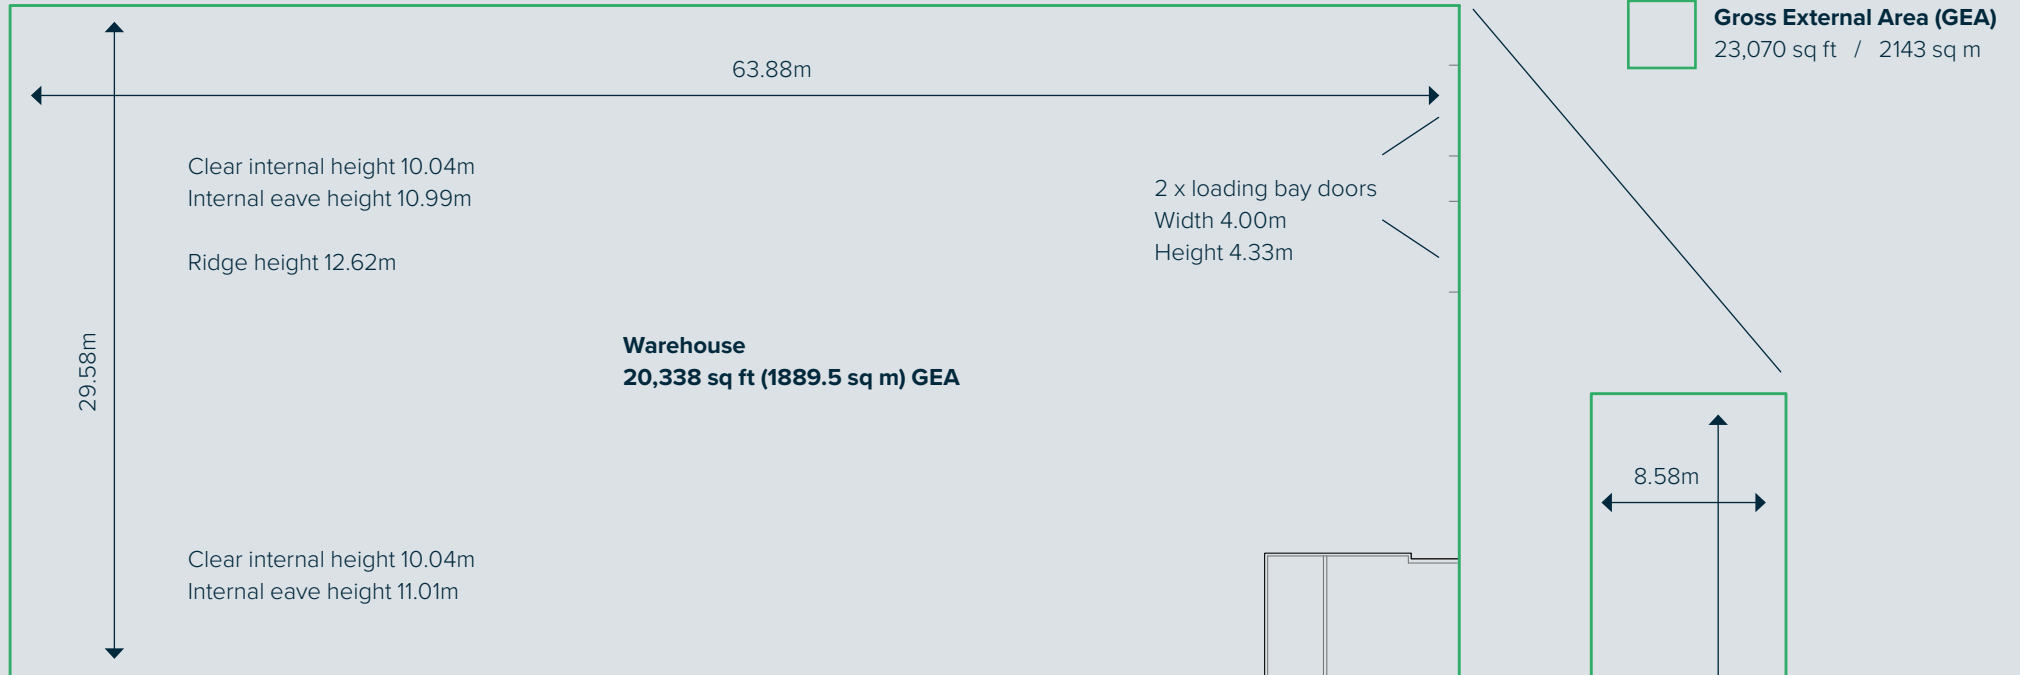 Gross External Area (GEA)
23,070 sq ft / 2143 sq m
63.88m
Clear internal height 10.04m
Internal eave height 10.99m
Ridge height 12.62m
2 x loading bay doors
Width 4.00m
Height 4.33m
29.58m
Warehouse
20,338 sq ft (1889.5 sq m) GEA
8.58m
Clear internal height 10.04m
Internal eave height 11.01m